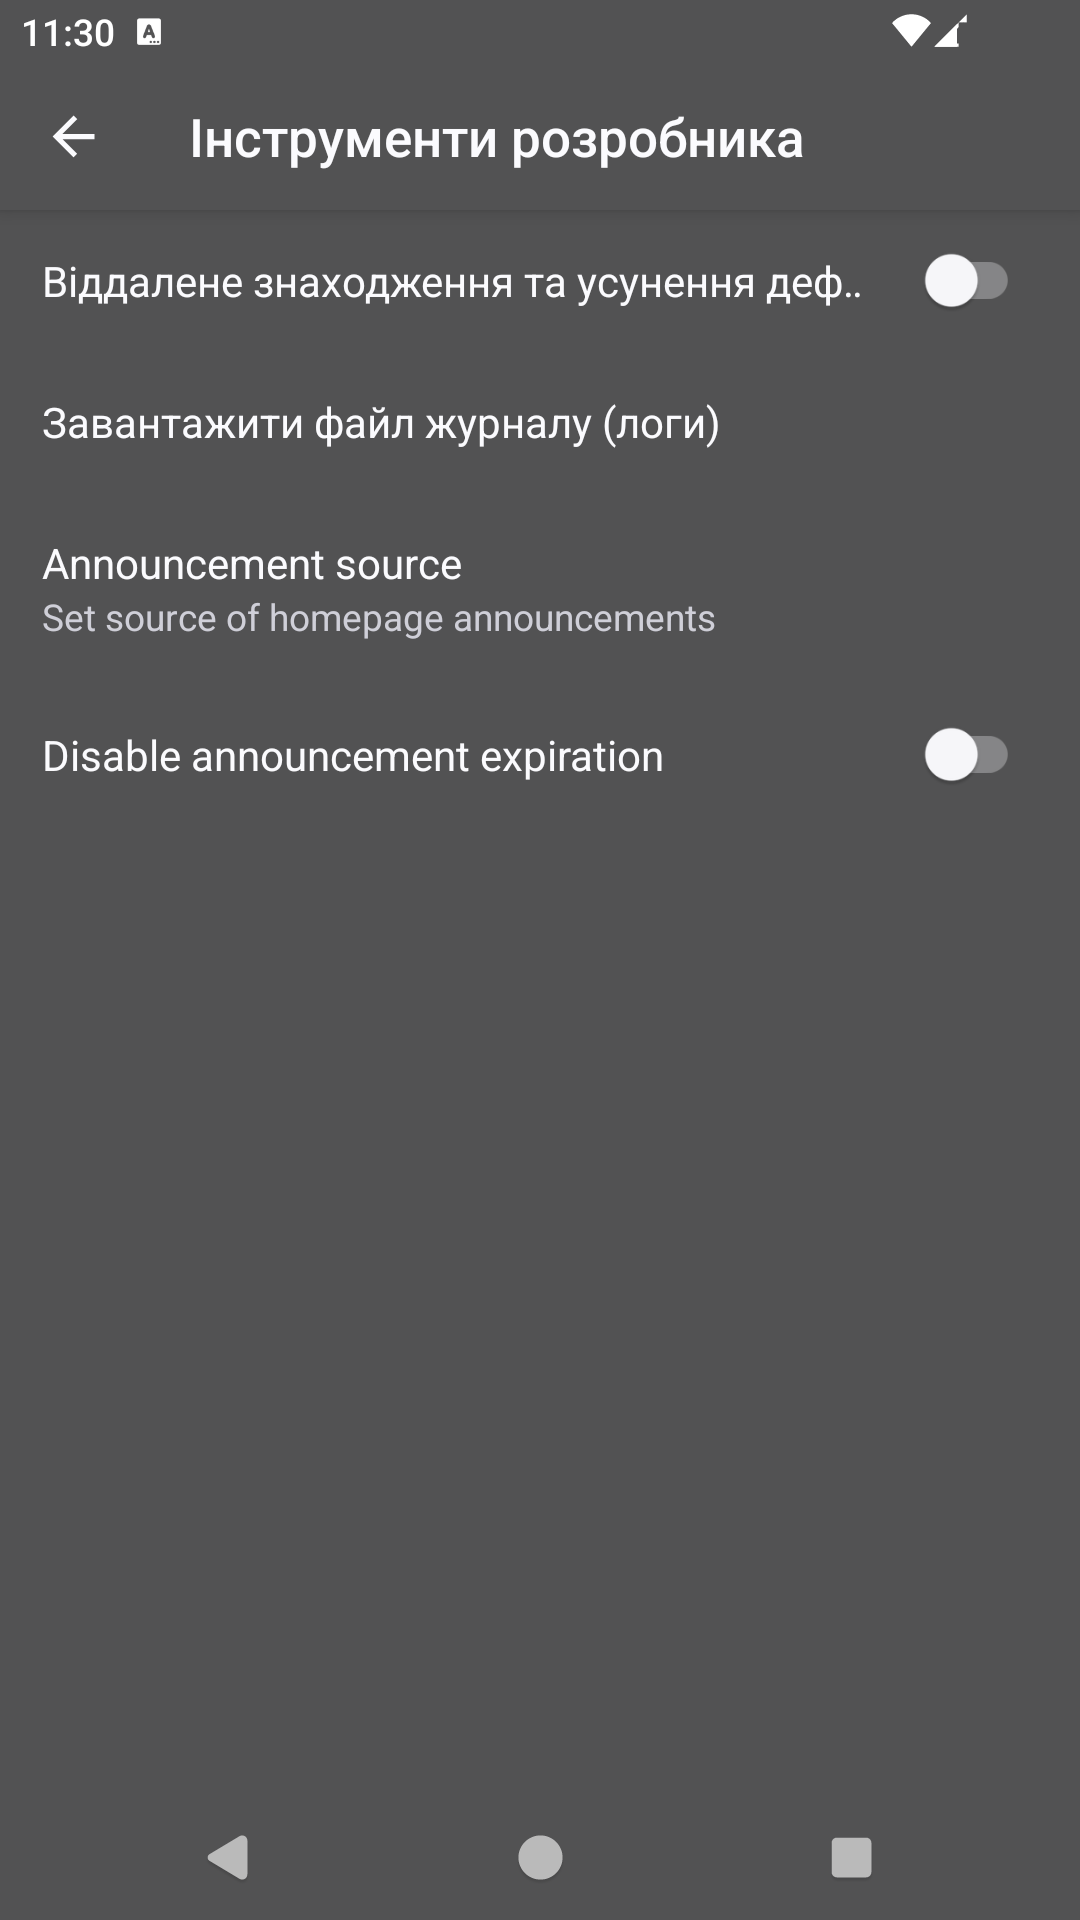 11:30
Інструменти розробника
Віддалене знаходження та усунення деф..
Завантажити файл журналу (логи)
Announcement source
Set source of homepage announcements
Disable announcement expiration